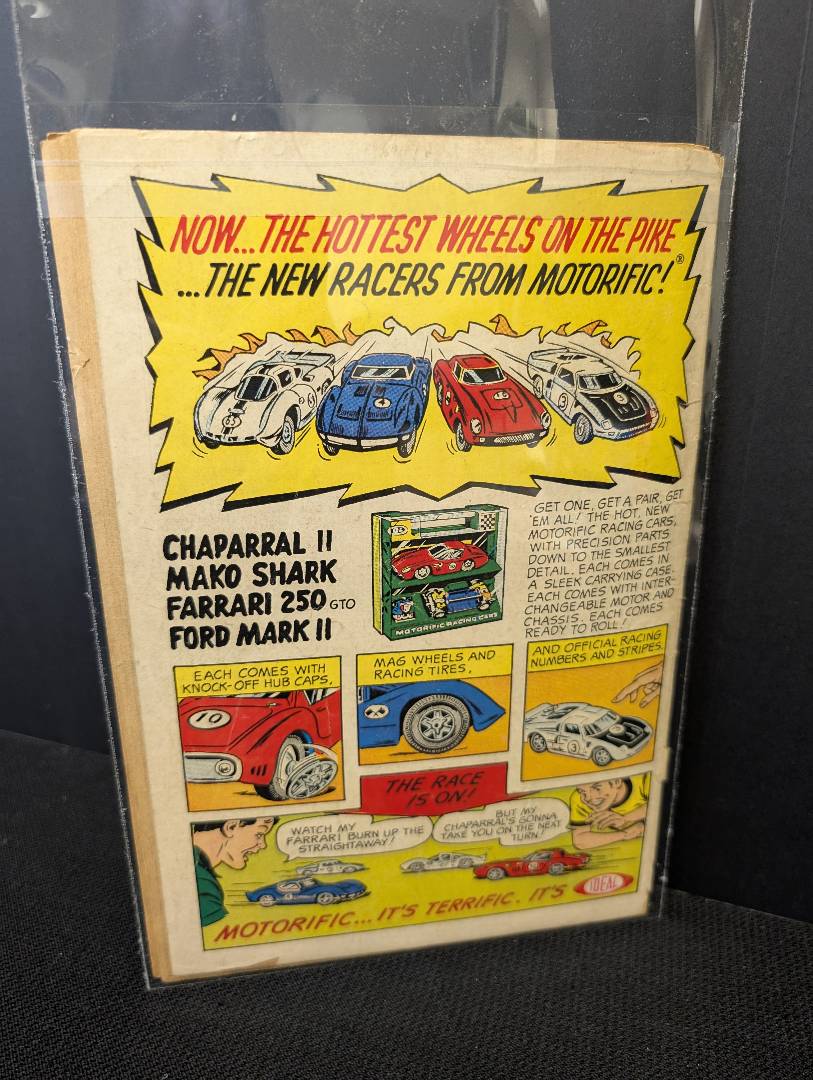 NOW...THE HOTTEST WHEELS ON THE PIKE
...THE NEW RACERS FROM MOTORIFIC!®
CHAPARRAL II
MAKO SHARK
FARRARI 250 GTO
FORD MARK II
MOTORIFIC RACING CARS
GET ONE, GET A PAIR, GET
'EM ALL! THE HOT, NEW
MOTORIFIC RACING CARS,
WITH PRECISION PARTS
DOWN TO THE SMALLEST
DETAIL. EACH COMES IN
A SLEEK CARRYING CASE.
EACH COMES WITH INTER-
CHANGEABLE MOTOR AND
CHASSIS. EACH COMES
READY TO ROLL!
EACH COMES WITH
KNOCK-OFF HUB CAPS,
10
MAG WHEELS AND
RACING TIRES,
AND OFFICIAL RACING
NUMBERS AND STRIPES.
3
THE RACE
IS ON!
WATCH MY
FARRARI BURN UP THE
STRAIGHTAWAY!
BUT MY
CHAPARRAL'S GONNA
TAKE YOU ON THE NEXT
TURN!
MOTORIFIC... IT'S TERRIFIC. IT'S IDEAL